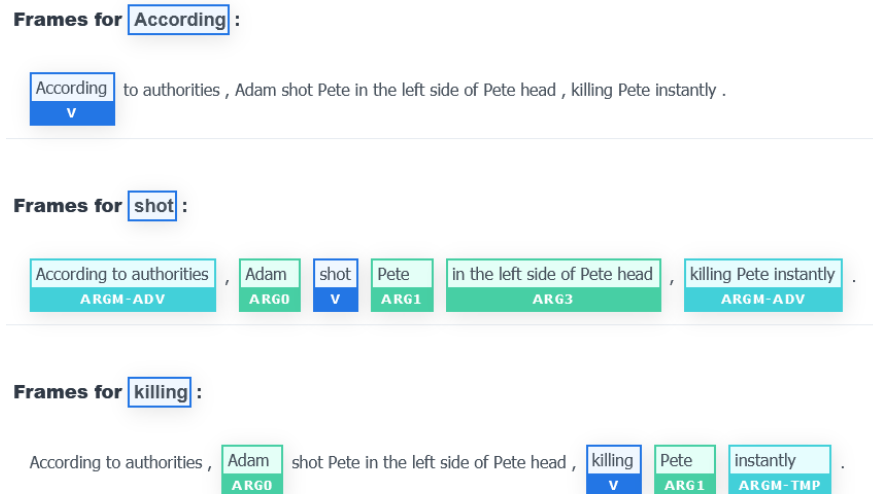 Frames for According :
According to authorities , Adam shot Pete in the left side of Pete head , killing Pete instantly .
V
Frames for shot :
According to authorities , Adam shot Pete in the left side of Pete head , killing Pete instantly .
ARGM-ADV ARG0 V ARG1 ARG3 ARGM-ADV
Frames for killing :
According to authorities , Adam shot Pete in the left side of Pete head , killing Pete instantly .
ARG0 V ARG1 ARGM-TMP